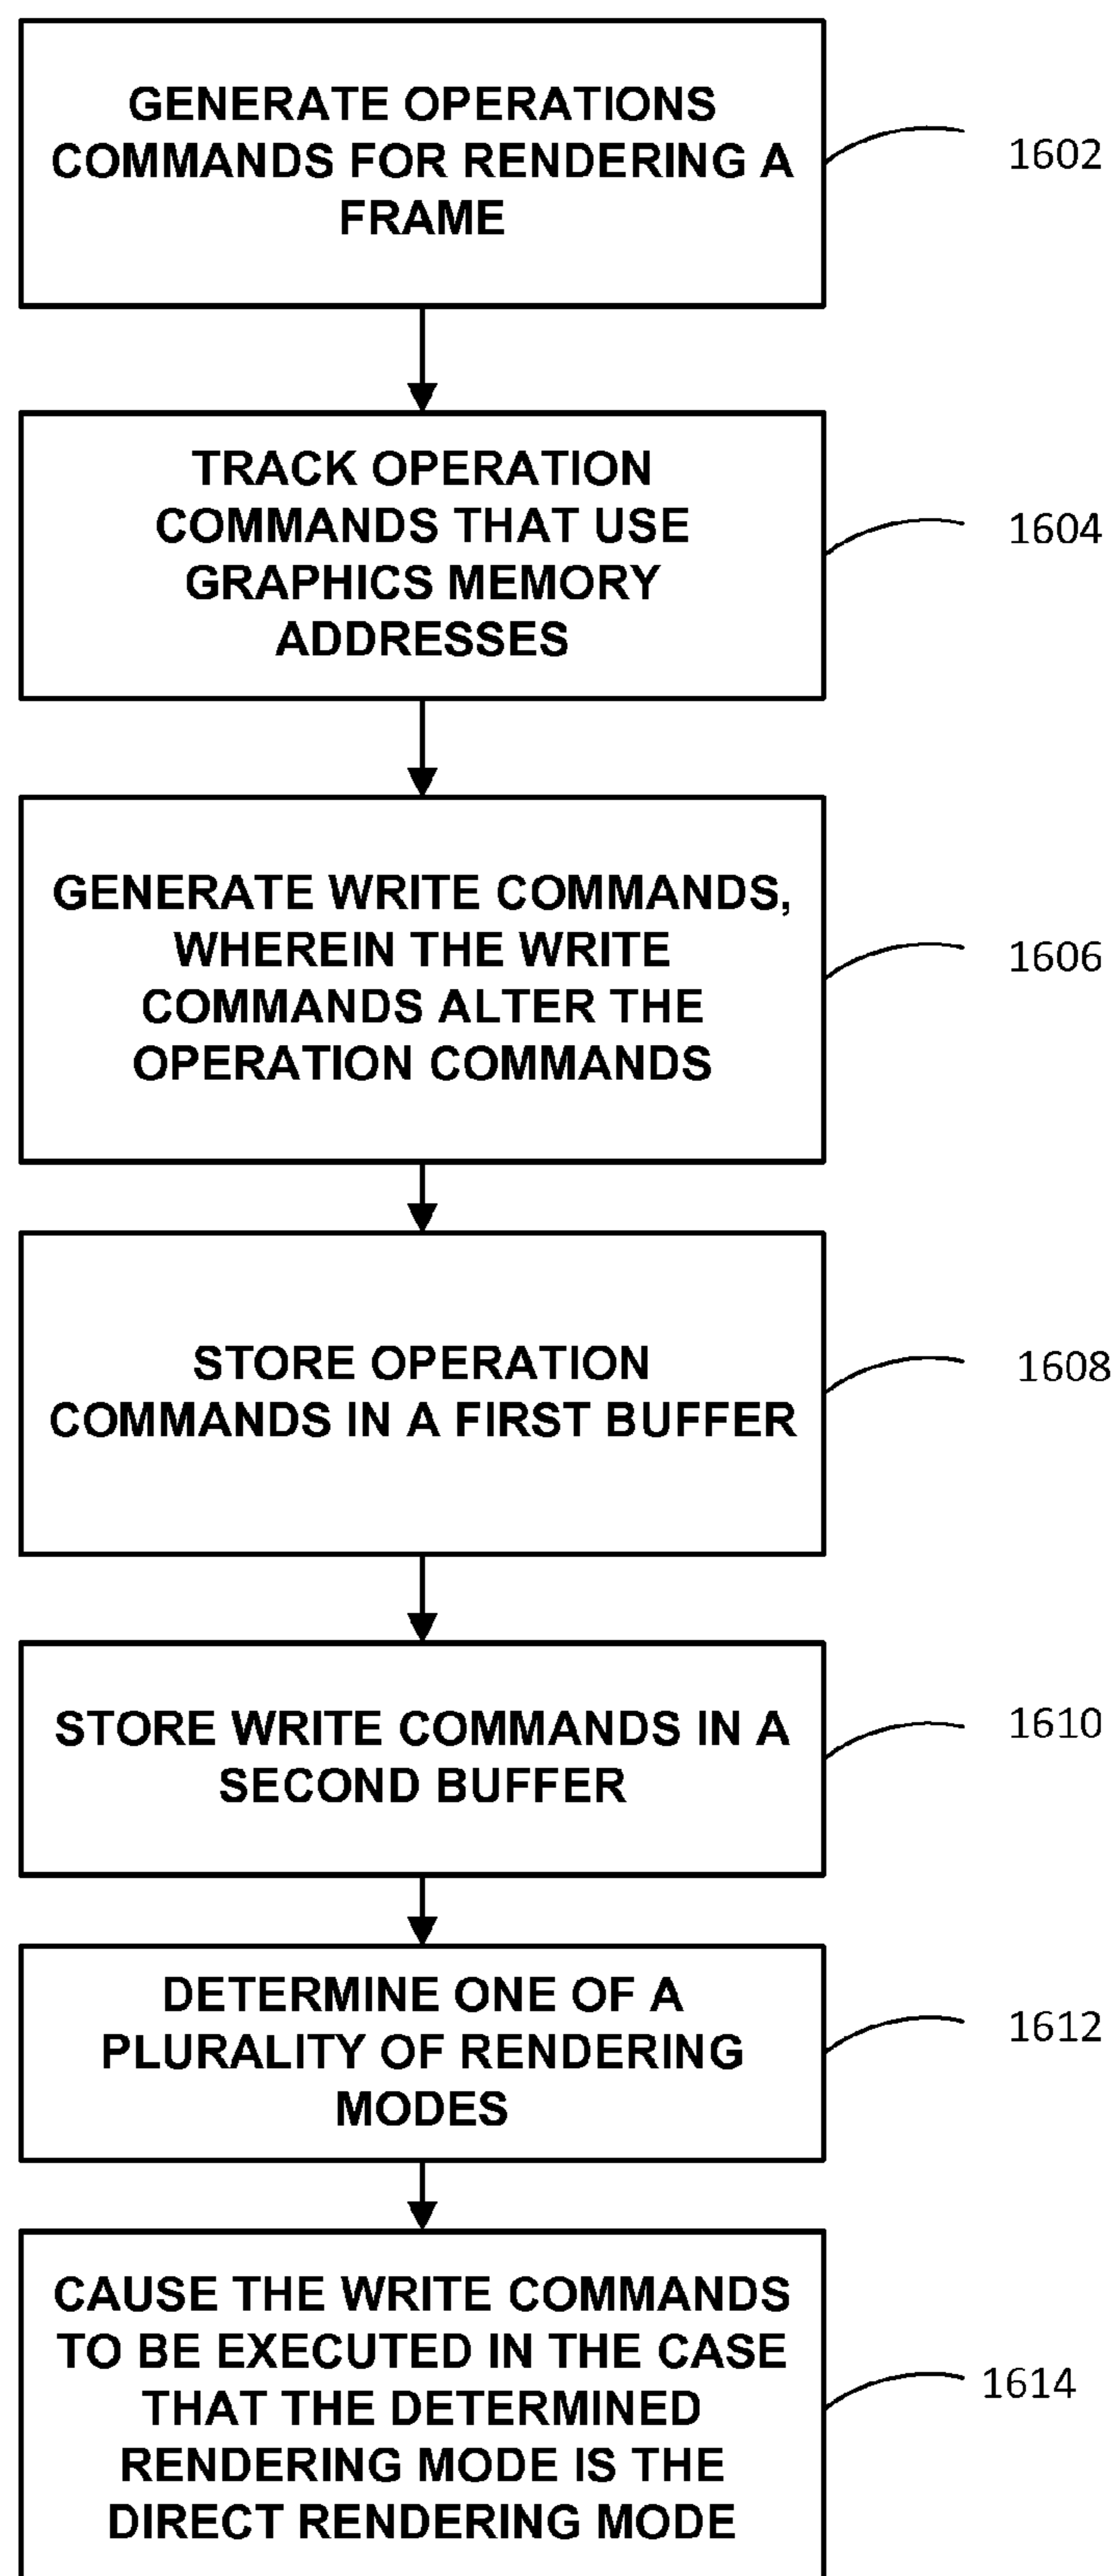 GENERATE OPERATIONS
COMMANDS FOR RENDERING A
FRAME
1602
TRACK OPERATION
COMMANDS THAT USE
GRAPHICS MEMORY
ADDRESSES
1604
GENERATE WRITE COMMANDS,
WHEREIN THE WRITE
COMMANDS ALTER THE
OPERATION COMMANDS
1606
STORE OPERATION
COMMANDS IN A FIRST BUFFER
1608
STORE WRITE COMMANDS IN A
SECOND BUFFER
1610
DETERMINE ONE OF A
PLURALITY OF RENDERING
MODES
1612
CAUSE THE WRITE COMMANDS
TO BE EXECUTED IN THE CASE
THAT THE DETERMINED
RENDERING MODE IS THE
DIRECT RENDERING MODE
1614